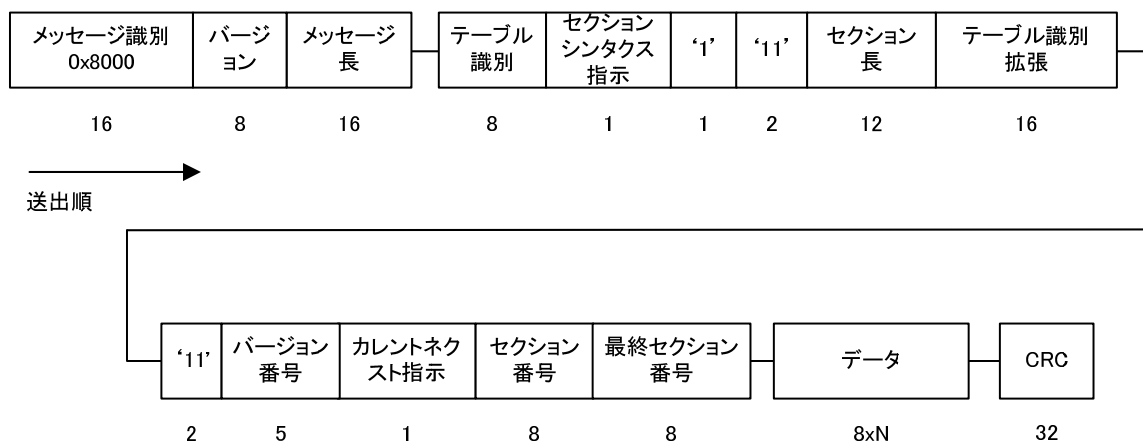 メッセージ識別
0x8000
バージ
ョン
メッセージ
長
テーブル
識別
セクション
シンタクス
指示
‘1’
‘11’
セクション
長
テーブル識別
拡張
16
8
16
8
1
1
2
12
16
送出順
‘11’
バージョン
番号
カレントネク
スト指示
セクション
番号
最終セクション
番号
データ
CRC
2
5
1
8
8
8xN
32